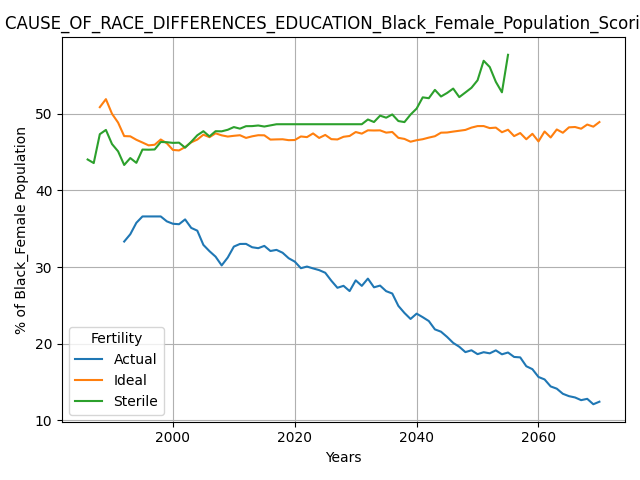 CAUSE_OF_RACE_DIFFERENCES_EDUCATION_Black_Female_Population_Scori
% of Black_Female Population
50
40
30
20
10
Fertility
Actual
Ideal
Sterile
2000 2020 2040 2060
Years